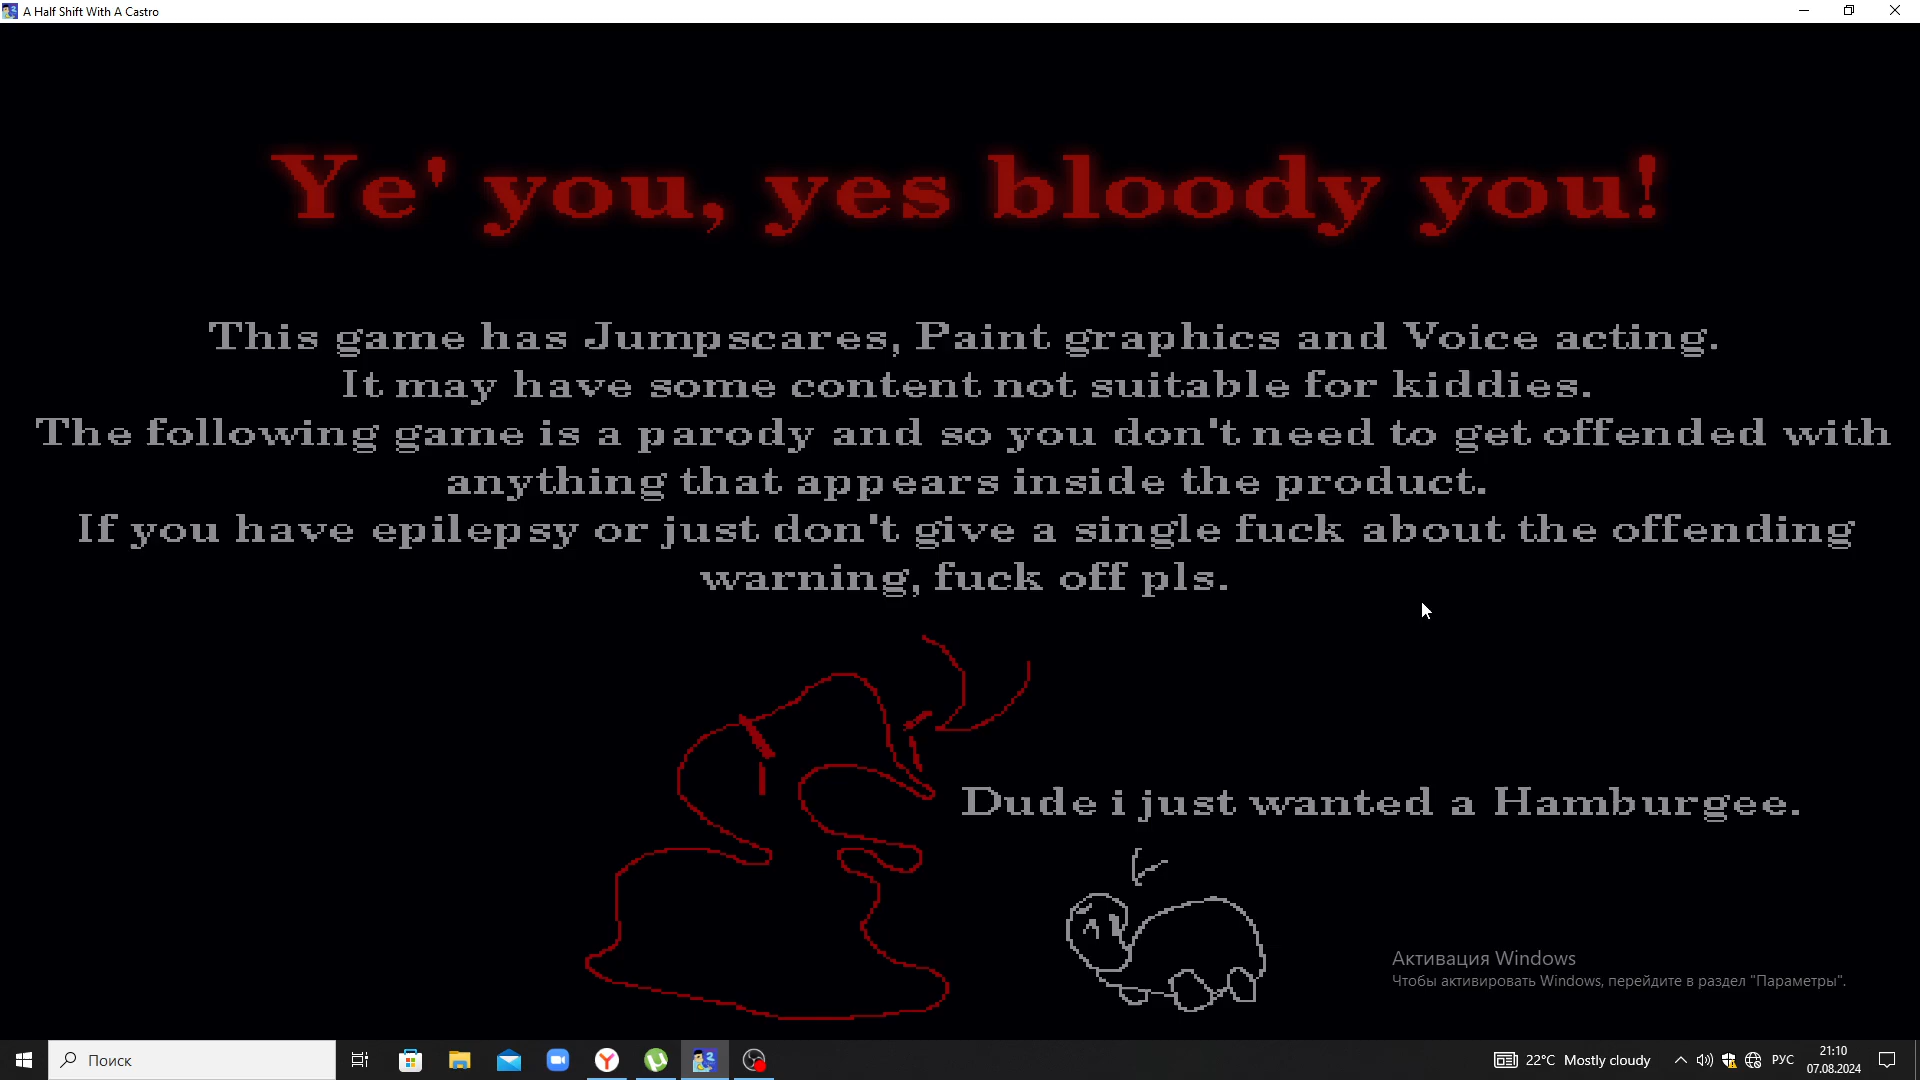 A Half Shift With A Castro
Ye' you, yes bloody you!
This game has Jumpscares, Paint graphics and Voice acting.
It may have some content not suitable for kiddies.
The following game is a parody and so you don't need to get offended with
anything that appears inside the product.
If you have epilepsy or just don't give a single fuck about the offending
warning, fuck off pls.
Dude i just wanted a Hamburgee.
Активация Windows
Чтобы активировать Windows, перейдите в раздел "Параметры".
Поиск
22°C Mostly cloudy
РУС
21:10
07.08.2024